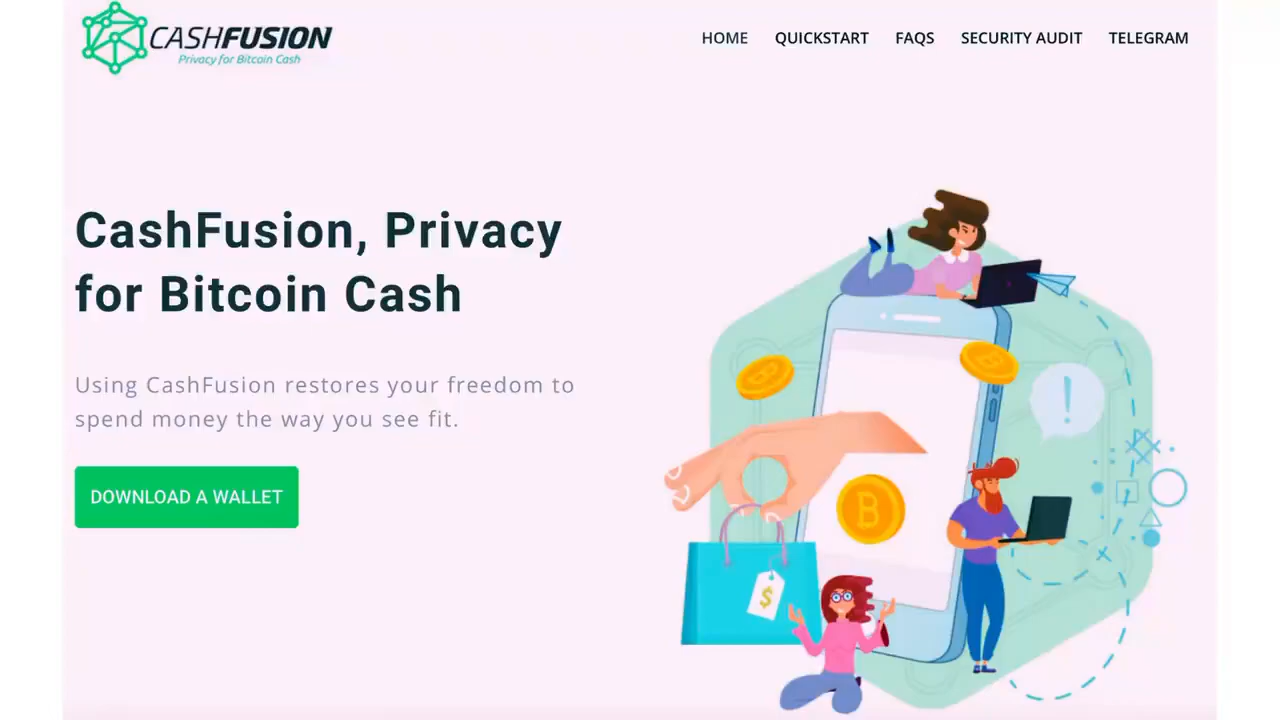 CASHFUSION
Privacy for Bitcoin Cash
HOME QUICKSTART FAQS SECURITY AUDIT TELEGRAM
CashFusion, Privacy
for Bitcoin Cash
Using CashFusion restores your freedom to
spend money the way you see fit.
DOWNLOAD A WALLET
B
B
!
B
$